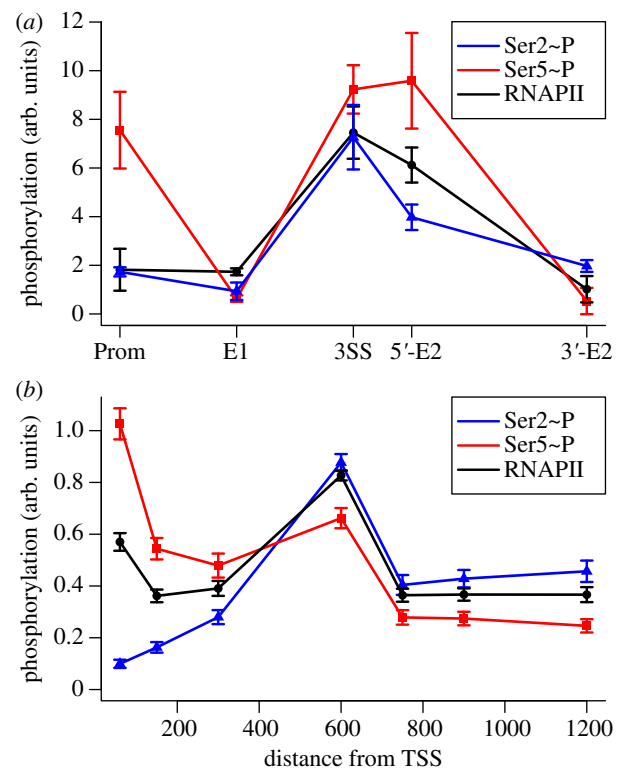 (a)
12
10
8
6
4
2
0
phosphorylation (arb. units)
Ser2~P
Ser5~P
RNAPII
Prom
E1
3SS
5′-E2
3′-E2
(b)
1.0
0.8
0.6
0.4
0.2
0
phosphorylation (arb. units)
Ser2~P
Ser5~P
RNAPII
200
400
600
800
1000
1200
distance from TSS